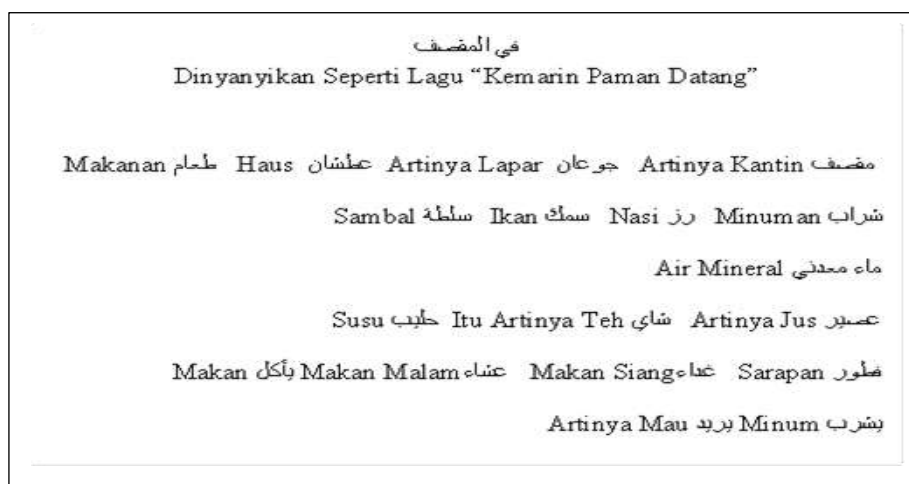 في المقصف
Dinyanyikan Seperti Lagu “Kemarin Paman Datang”
مقصف Artinya Kantin جوعان Artinya Lapar عطشان Haus طعام Makanan
شراب Minuman رز Nasi سمك Ikan سلطة Sambal
ماء معدني Air Mineral
عصير Artinya Jus شاي Itu Artinya Teh حليب Susu
فطور Sarapan غداء Makan Siang عشاء Makan Malam يأكل Makan
يشرب Minum يريد Artinya Mau